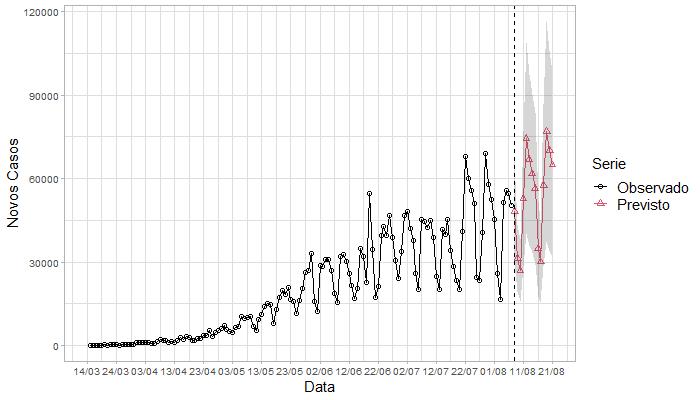 120000
90000
60000
30000
0
Novos Casos
14/03 24/03 03/04 13/04 23/04 03/05 13/05 23/05 02/06 12/06 22/06 02/07 12/07 22/07 01/08 11/08 21/08
Data
Serie
Observado
Previsto